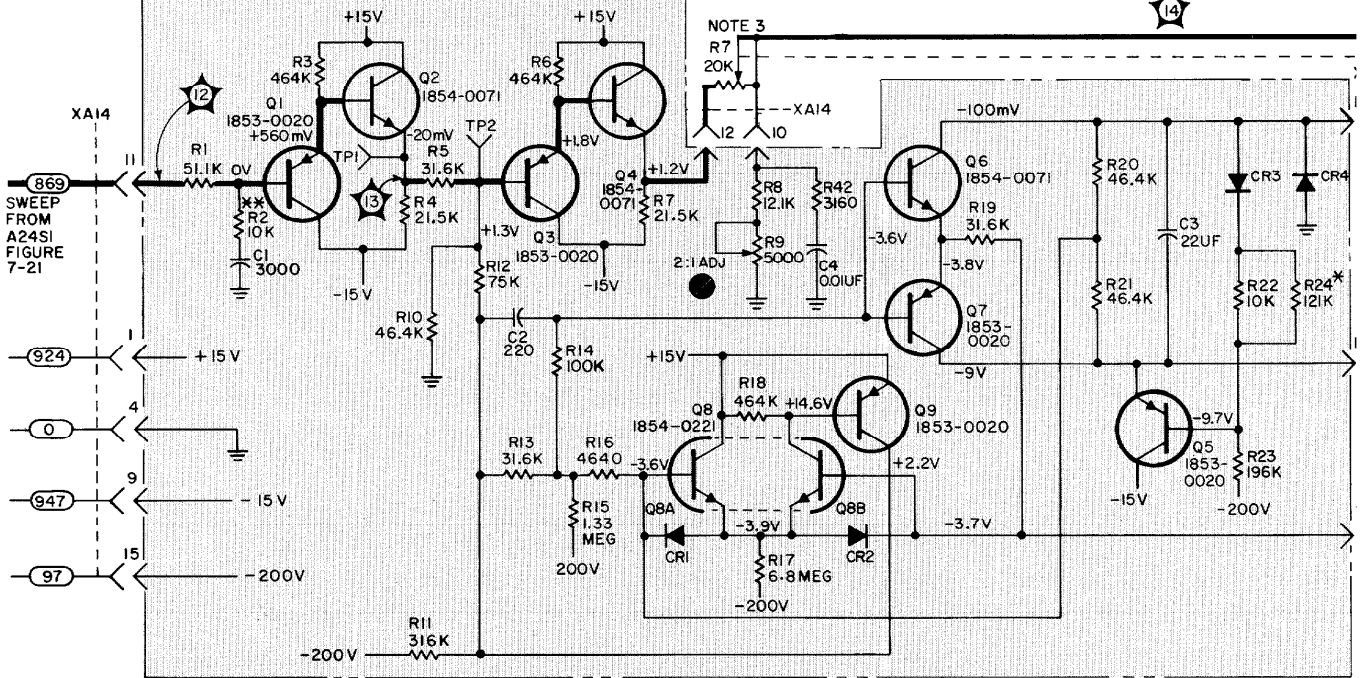 14
+15V
+15V
NOTE 3
R7
20K
R3
464K
Q2
1854-0071
R6
464K
12
XA14
XA14
Q1
1853-0020
+560mV
-20mV
TP2
+1.8V
12
10
-100mV
11
R1
51.1K
0V
TP1
R5
31.6K
+1.2V
Q4
1854-
0071
Q6
1854-0071
R20
46.4K
CR3
CR4
869
SWEEP
FROM
A24S1
FIGURE
7-21
**
R2
10K
13
R4
21.5K
R7
21.5K
R8
12.1K
R42
3160
R19
31.6K
C1
3000
+1.3V
Q3
1853-0020
-3.6V
C3
22UF
-15V
-15V
R12
75K
2:1 ADJ
R9
5000
C4
0.01UF
-3.8V
R10
46.4K
R21
46.4K
R22
10K
R24*
121K
C2
220
Q7
1853-
0020
1
924
+15V
R14
100K
+15V
-9V
R18
464K
4
0
Q8
1854-0221
+14.6V
Q9
1853-0020
-9.7V
R13
31.6K
R16
4640
-3.6V
+2.2V
Q5
1853-
0020
R23
196K
9
947
-15V
R15
1.33
MEG
Q8A
Q8B
-15V
-200V
-3.9V
-3.7V
CR1
CR2
15
97
-200V
200V
R17
6.8MEG
-200V
R11
316K
-200V